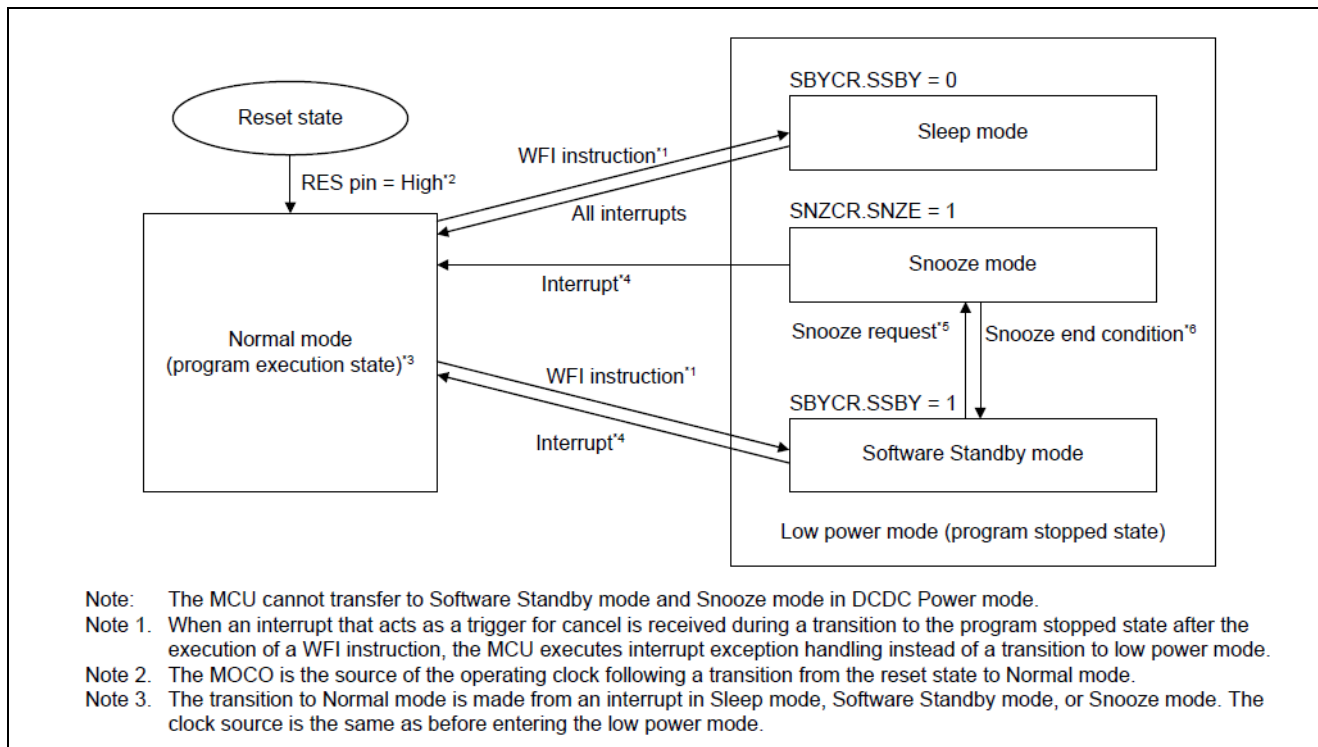 SBYCR.SSBY = 0
Reset state
Sleep mode
WFI instruction*1
RES pin = High*2
All interrupts
SNZCR.SNZE = 1
Snooze mode
Interrupt*4
Normal mode
(program execution state)*3
Snooze request*5
Snooze end condition*6
WFI instruction*1
SBYCR.SSBY = 1
Interrupt*4
Software Standby mode
Low power mode (program stopped state)
Note: The MCU cannot transfer to Software Standby mode and Snooze mode in DCDC Power mode.
Note 1. When an interrupt that acts as a trigger for cancel is received during a transition to the program stopped state after the
execution of a WFI instruction, the MCU executes interrupt exception handling instead of a transition to low power mode.
Note 2. The MOCO is the source of the operating clock following a transition from the reset state to Normal mode.
Note 3. The transition to Normal mode is made from an interrupt in Sleep mode, Software Standby mode, or Snooze mode. The
clock source is the same as before entering the low power mode.